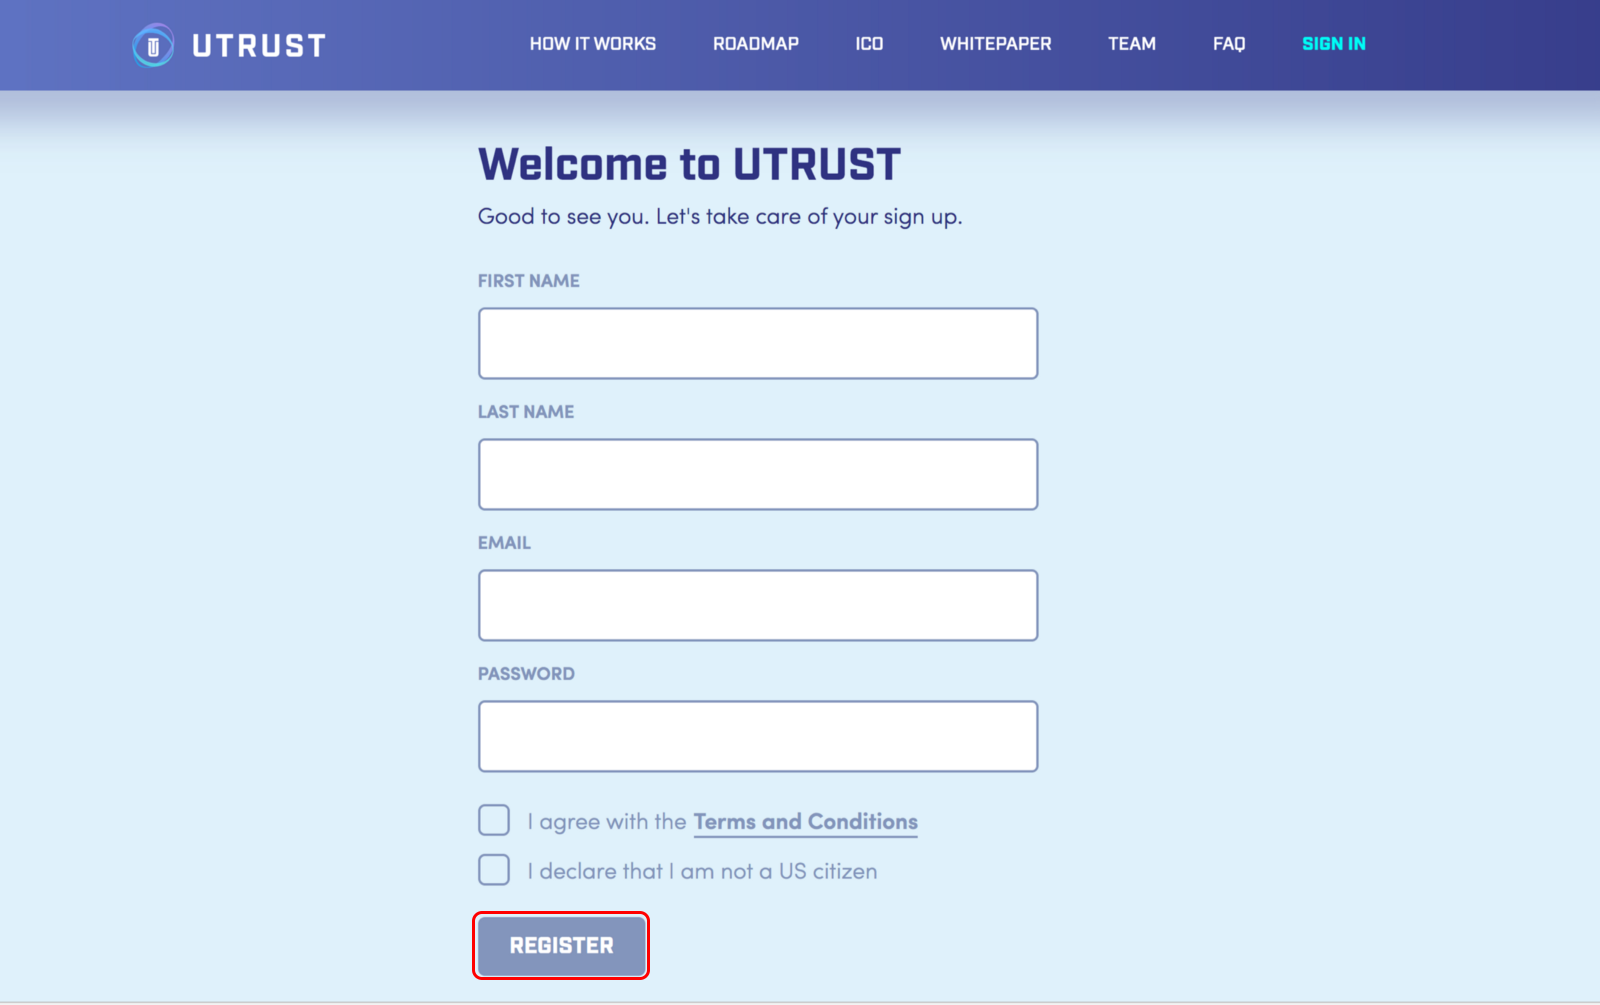 UTRUST
HOW IT WORKS ROADMAP ICO WHITEPAPER TEAM FAQ SIGN IN
Welcome to UTRUST
Good to see you. Let's take care of your sign up.
FIRST NAME
LAST NAME
EMAIL
PASSWORD
I agree with the Terms and Conditions
I declare that I am not a US citizen
REGISTER